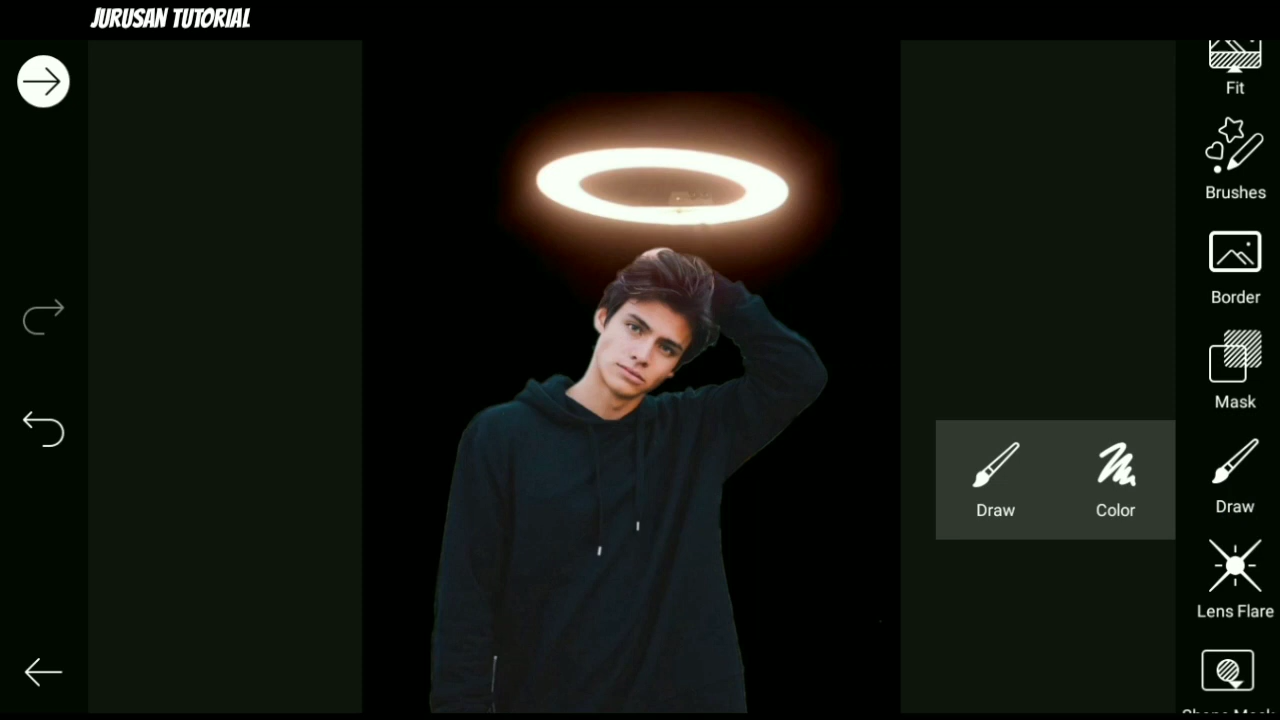 JURUSAN TUTORIAL
Fit
Brushes
Border
Mask
Draw
Color
Draw
Lens Flare